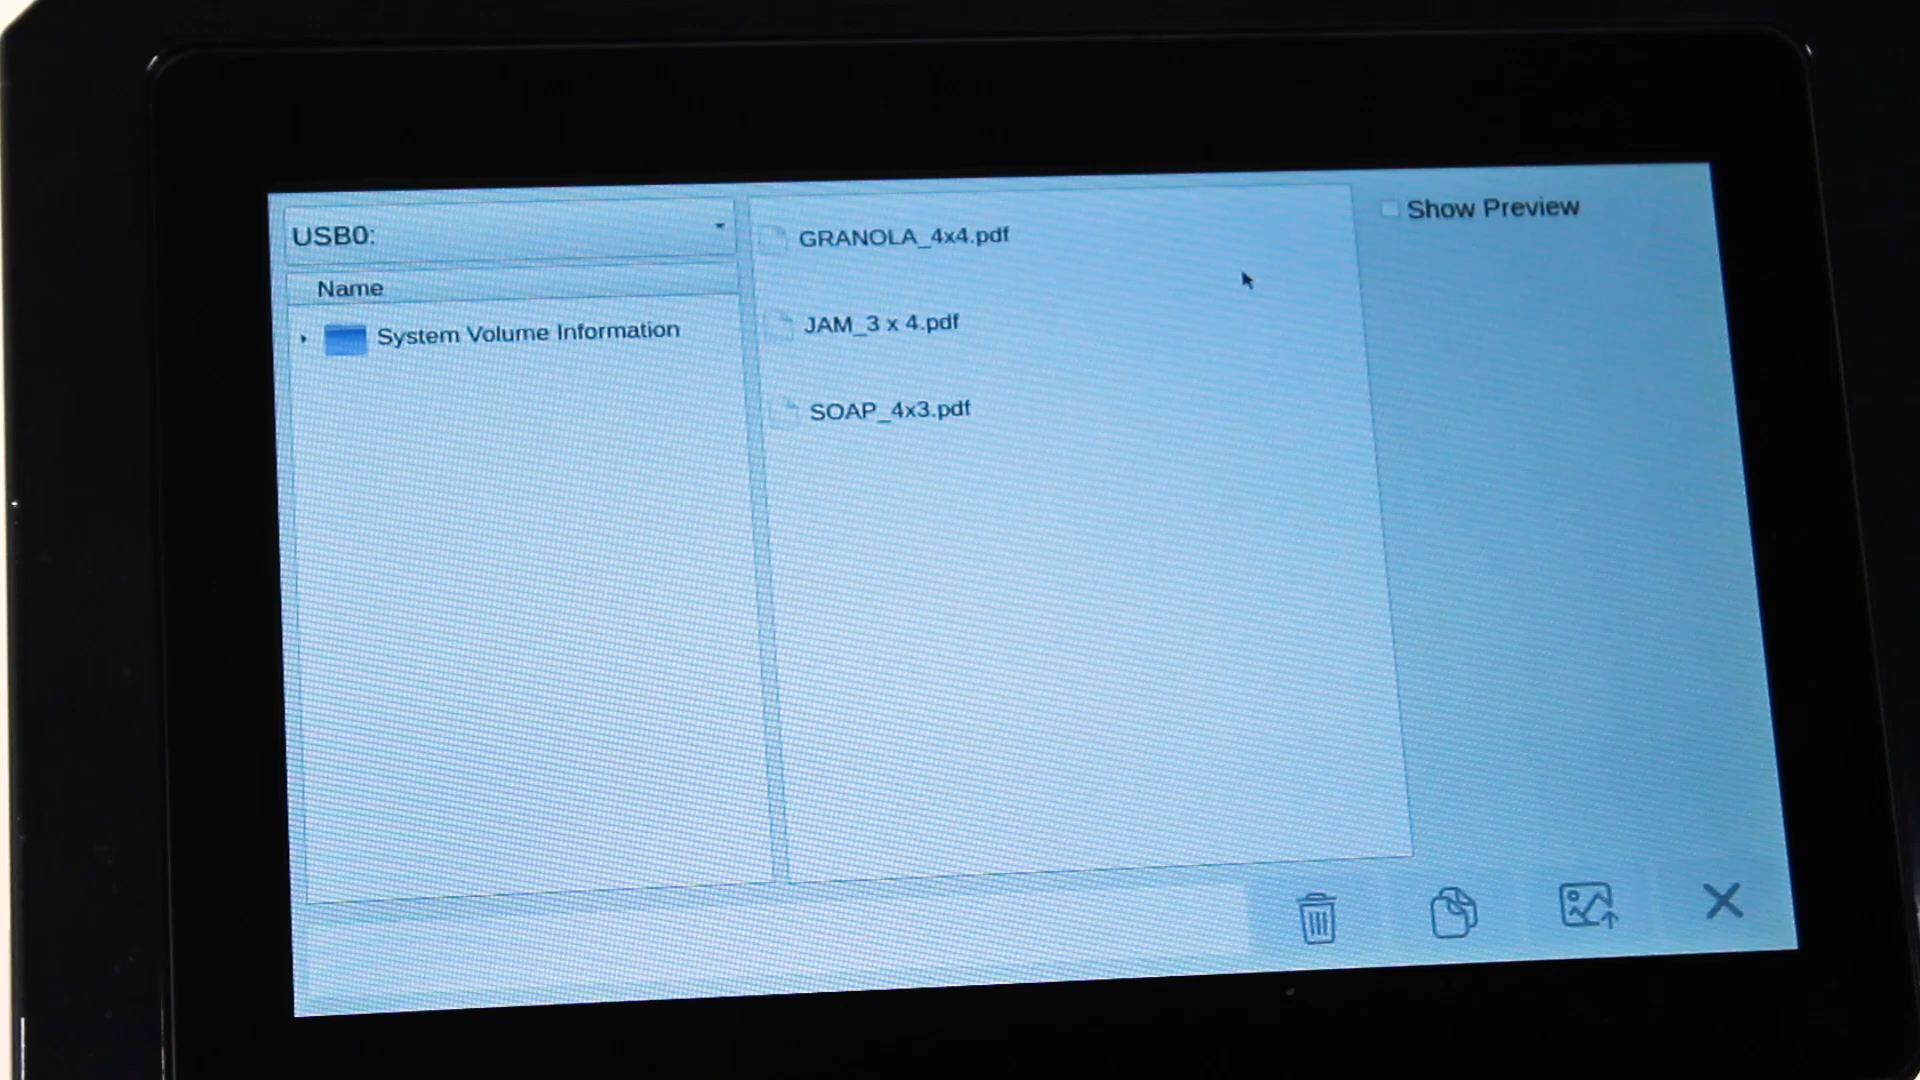 USB0:
Name
System Volume Information
GRANOLA_4x4.pdf
JAM_3 x 4.pdf
SOAP_4x3.pdf
Show Preview